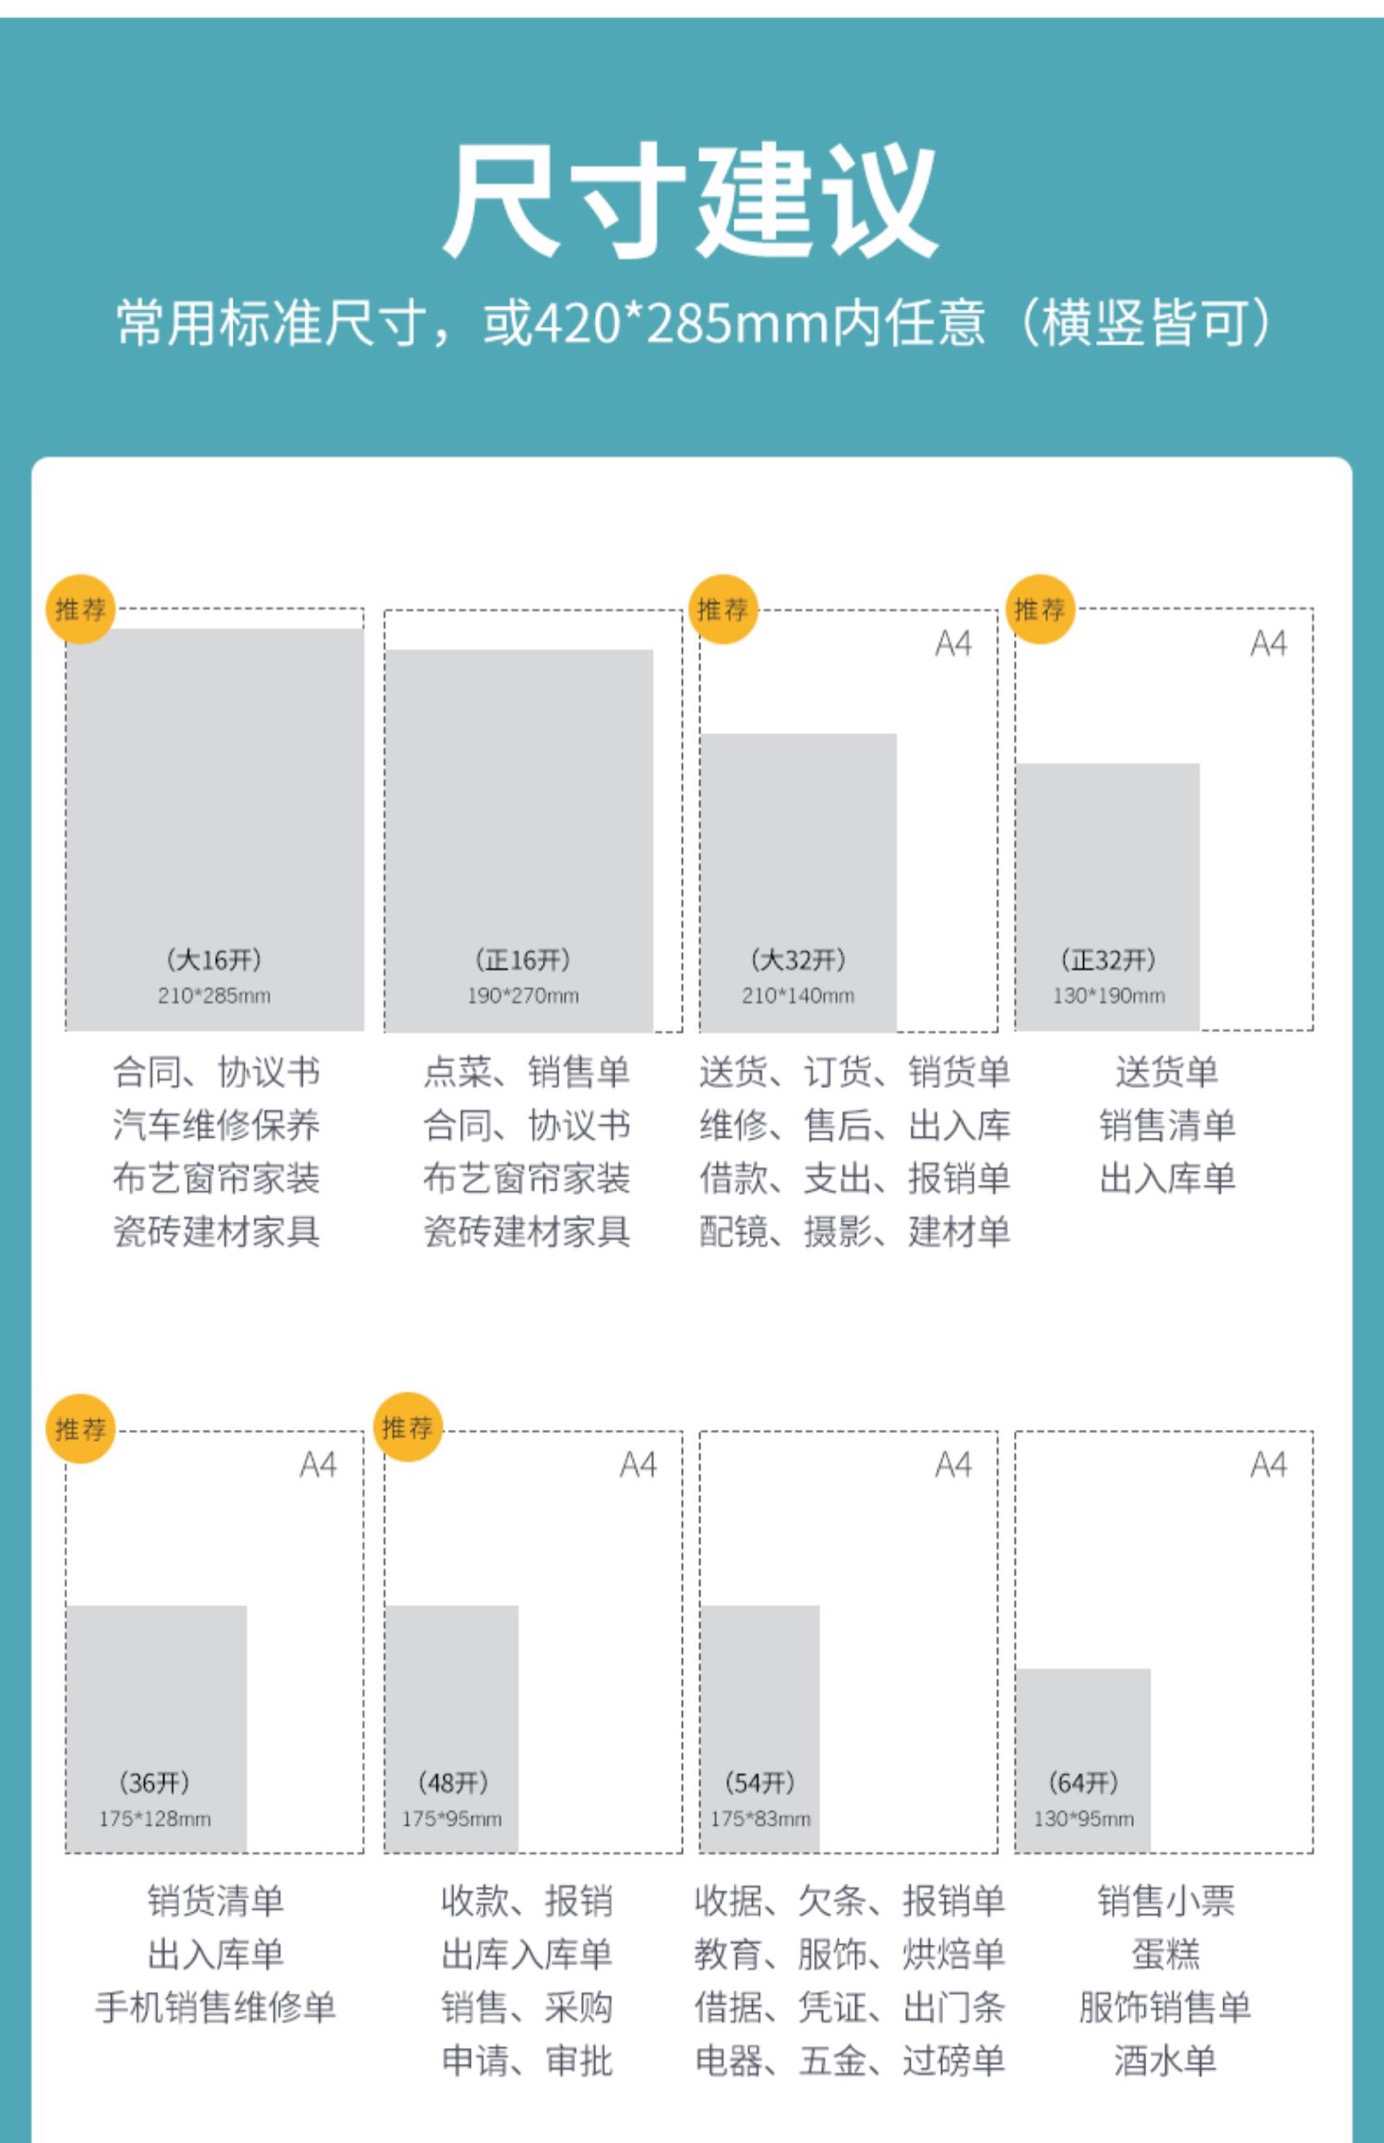 尺寸建议
常用标准尺寸，或420*285mm内任意（横竖皆可）
推荐
（大16开）
210*285mm
合同、协议书
汽车维修保养
布艺窗帘家装
瓷砖建材家具
（正16开）
190*270mm
点菜、销售单
合同、协议书
布艺窗帘家装
瓷砖建材家具
推荐
A4
（大32开）
210*140mm
送货、订货、销货单
维修、售后、出入库
借款、支出、报销单
配镜、摄影、建材单
推荐
A4
（正32开）
130*190mm
送货单
销售清单
出入库单
推荐
A4
（36开）
175*128mm
销货清单
出入库单
手机销售维修单
推荐
A4
（48开）
175*95mm
收款、报销
出库入库单
销售、采购
申请、审批
A4
（54开）
175*83mm
收据、欠条、报销单
教育、服饰、烘焙单
借据、凭证、出门条
电器、五金、过磅单
A4
（64开）
130*95mm
销售小票
蛋糕
服饰销售单
酒水单